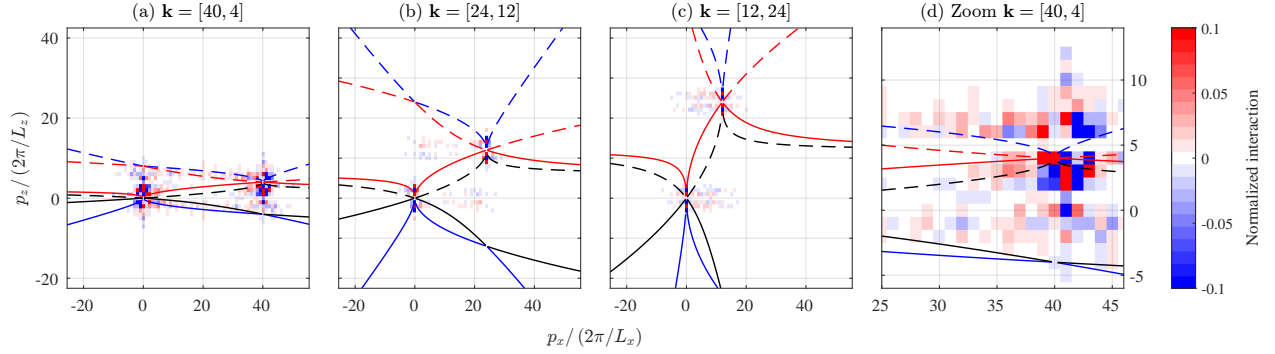 (a) k = [40, 4]
(b) k = [24, 12]
(c) k = [12, 24]
(d) Zoom k = [40, 4]
40
20
0
-20
p_z / (2π/L_z)
-20 0 20 40
-20 0 20 40
-20 0 20 40
25 30 35 40 45
10
5
0
-5
0.1
0.05
0
-0.05
-0.1
Normalized interaction
p_x / (2π/L_x)